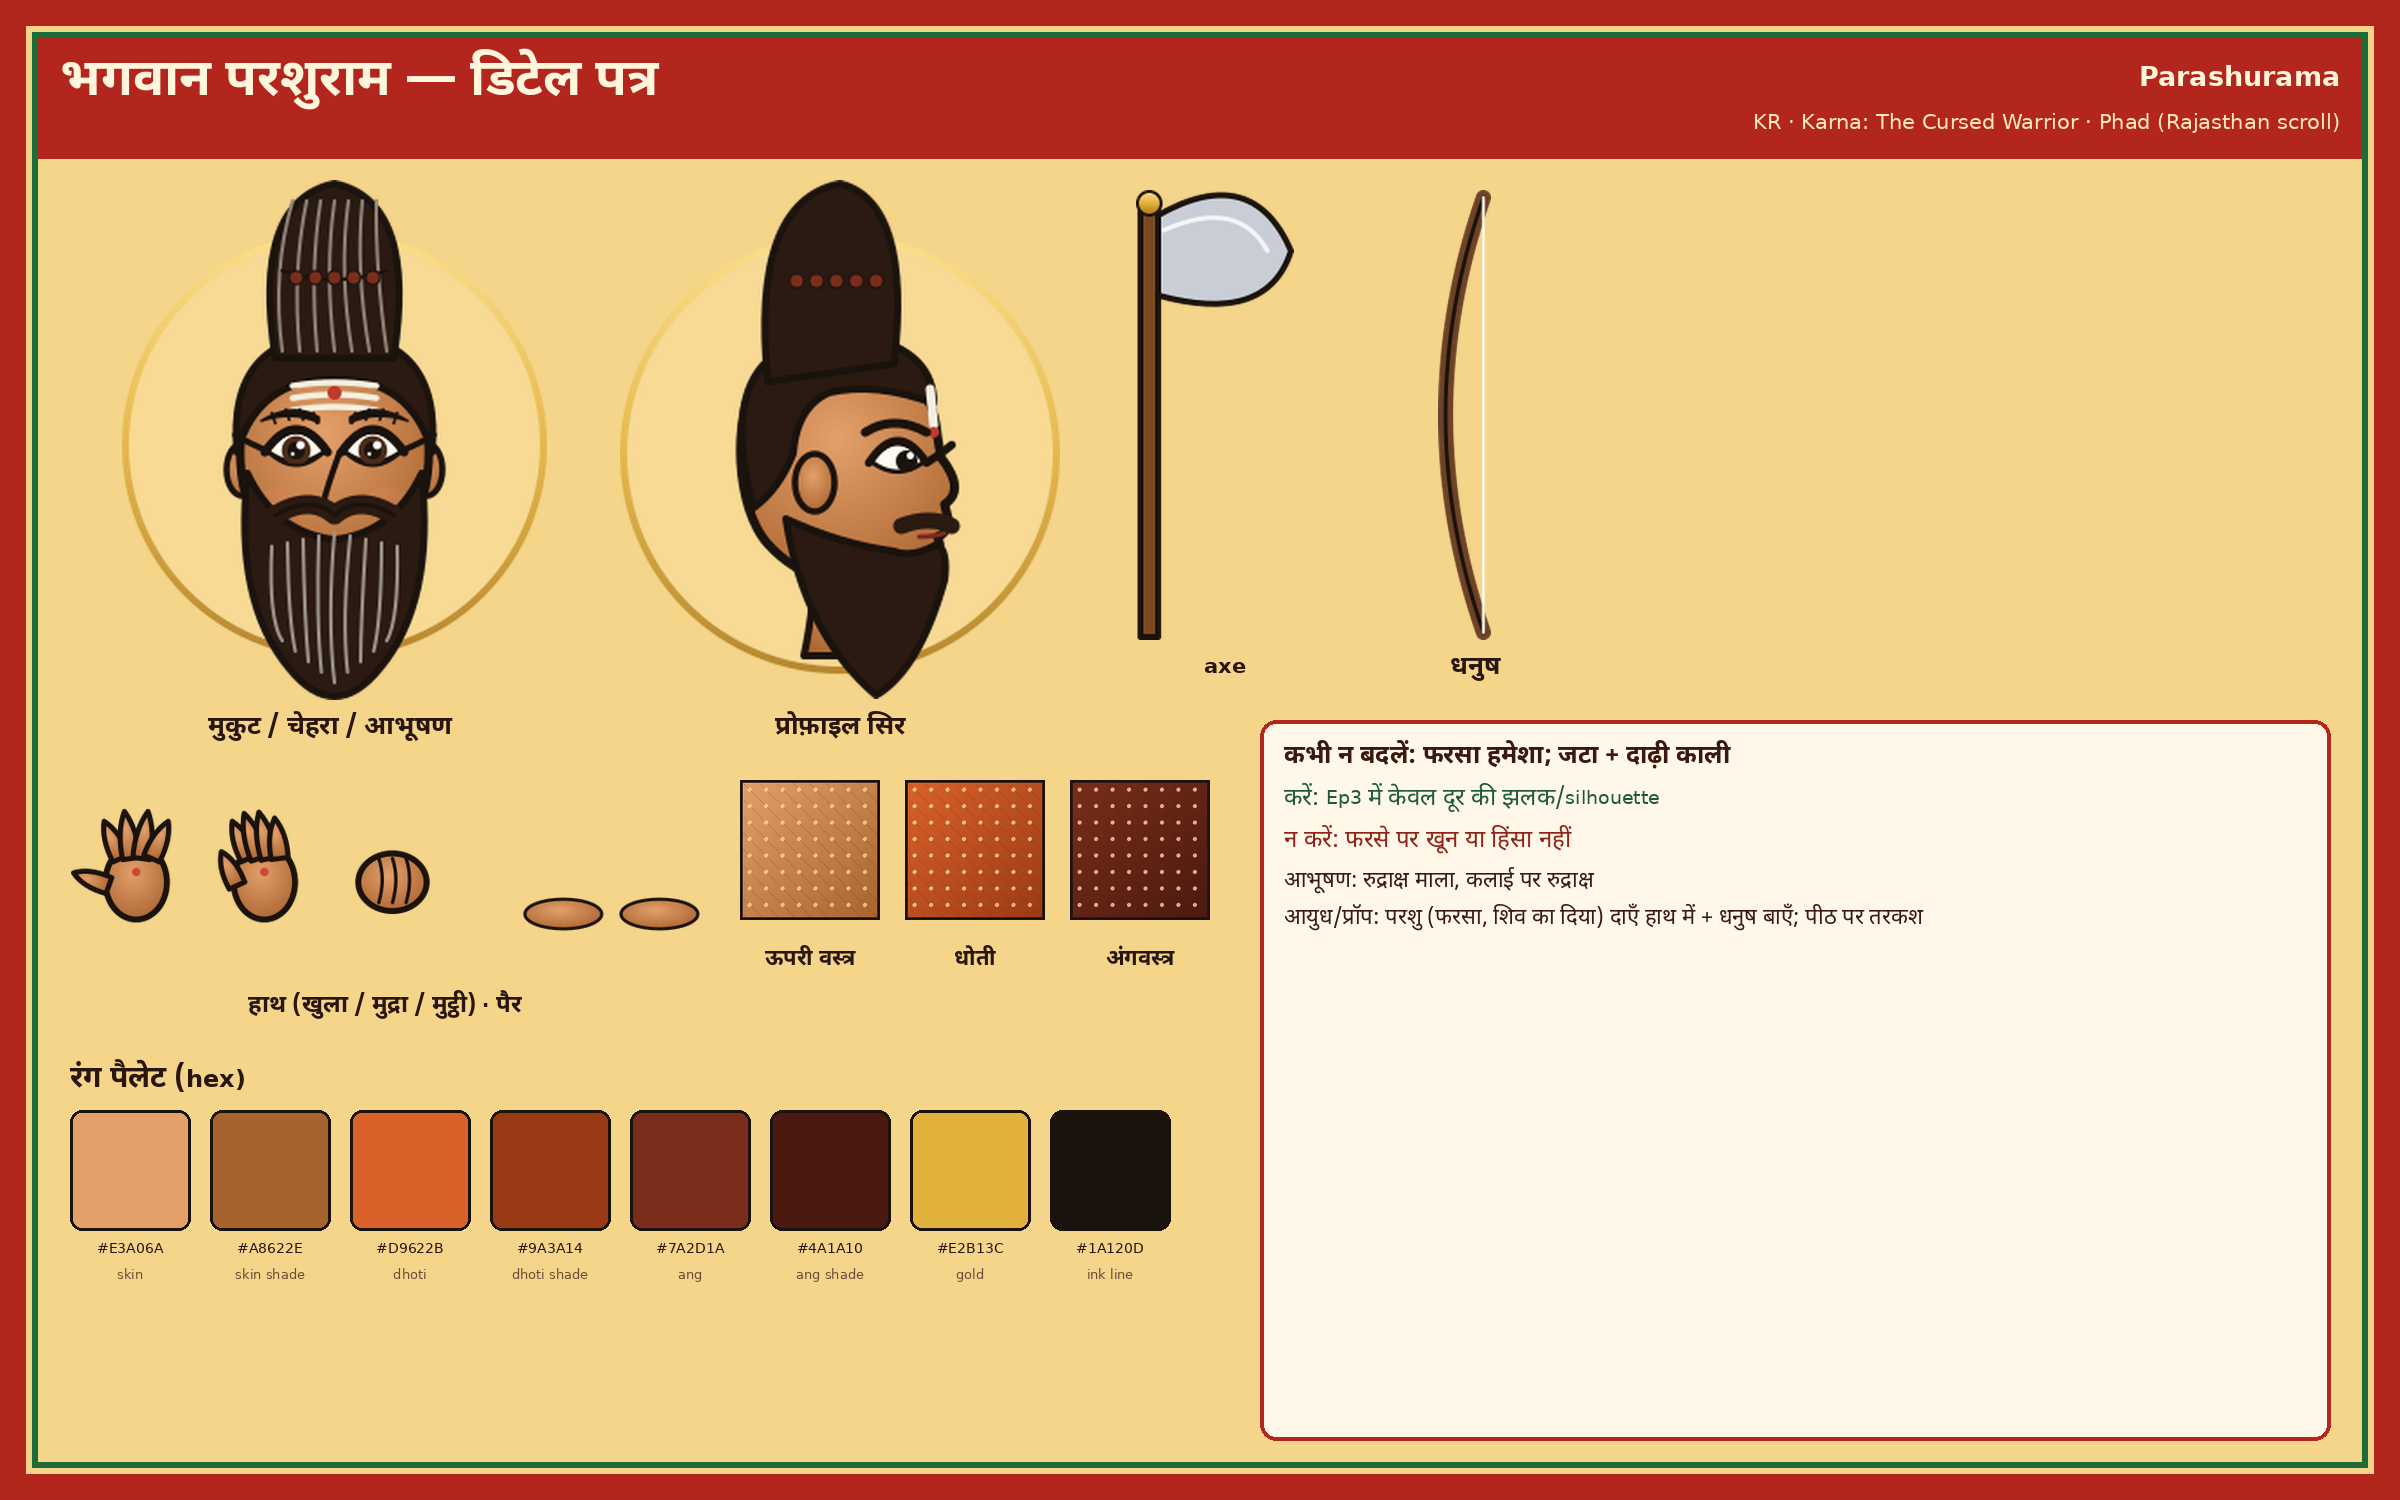 भगवान परशुराम — डिटेल पत्र
Parashurama
KR · Karna: The Cursed Warrior · Phad (Rajasthan scroll)
axe
धनुष
मुकुट / चेहरा / आभूषण
प्रोफ़ाइल सिर
कभी न बदलें: फरसा हमेशा; जटा + दाढ़ी काली
करें: Ep3 में केवल दूर की झलक/silhouette
न करें: फरसे पर खून या हिंसा नहीं
आभूषण: रुद्राक्ष माला, कलाई पर रुद्राक्ष
आयुध/प्रॉप: परशु (फरसा, शिव का दिया) दाएँ हाथ में + धनुष बाएँ; पीठ पर तरकश
ऊपरी वस्त्र
धोती
अंगवस्त्र
हाथ (खुला / मुद्रा / मुट्ठी) · पैर
रंग पैलेट (hex)
#E3A06A
#A8622E
#D9622B
#9A3A14
#7A2D1A
#4A1A10
#E2B13C
#1A120D
skin
skin shade
dhoti
dhoti shade
ang
ang shade
gold
ink line